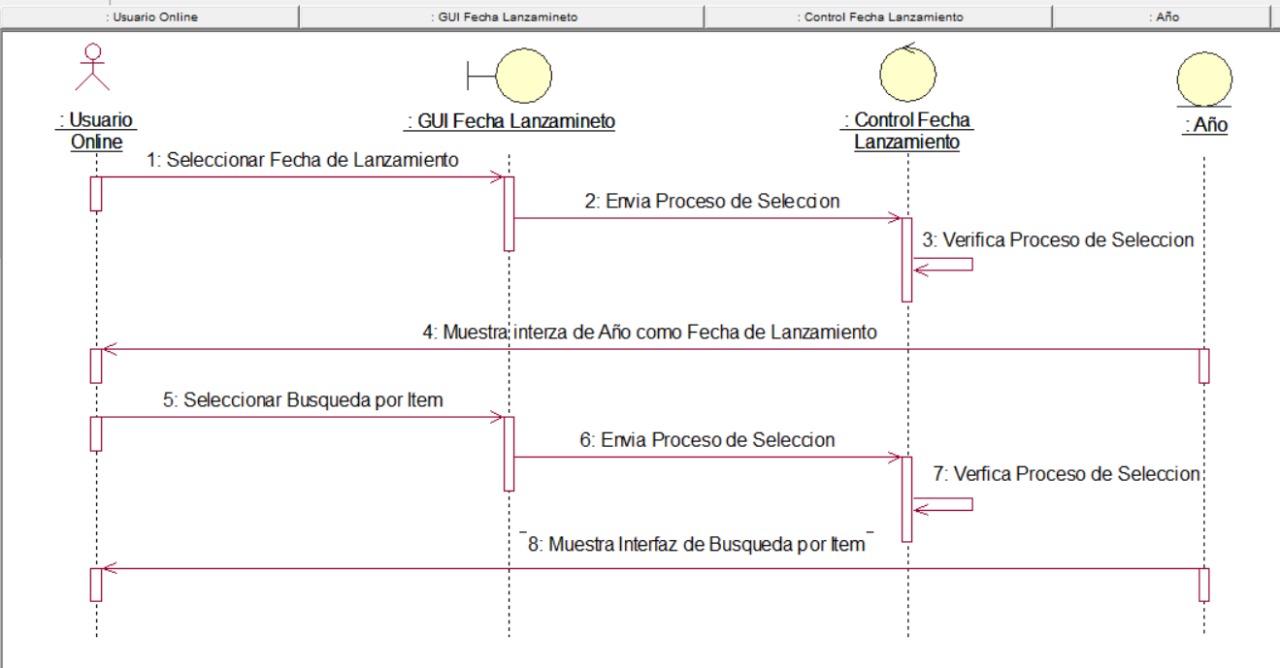 : Usuario Online
: GUI Fecha Lanzamineto
: Control Fecha Lanzamiento
: Año
: Usuario
Online
: GUI Fecha Lanzamineto
: Control Fecha
Lanzamiento
: Año
1: Seleccionar Fecha de Lanzamiento
2: Envia Proceso de Seleccion
3: Verifica Proceso de Seleccion
4: Muestra interza de Año como Fecha de Lanzamiento
5: Seleccionar Busqueda por Item
6: Envia Proceso de Seleccion
7: Verfica Proceso de Seleccion
8: Muestra Interfaz de Busqueda por Item